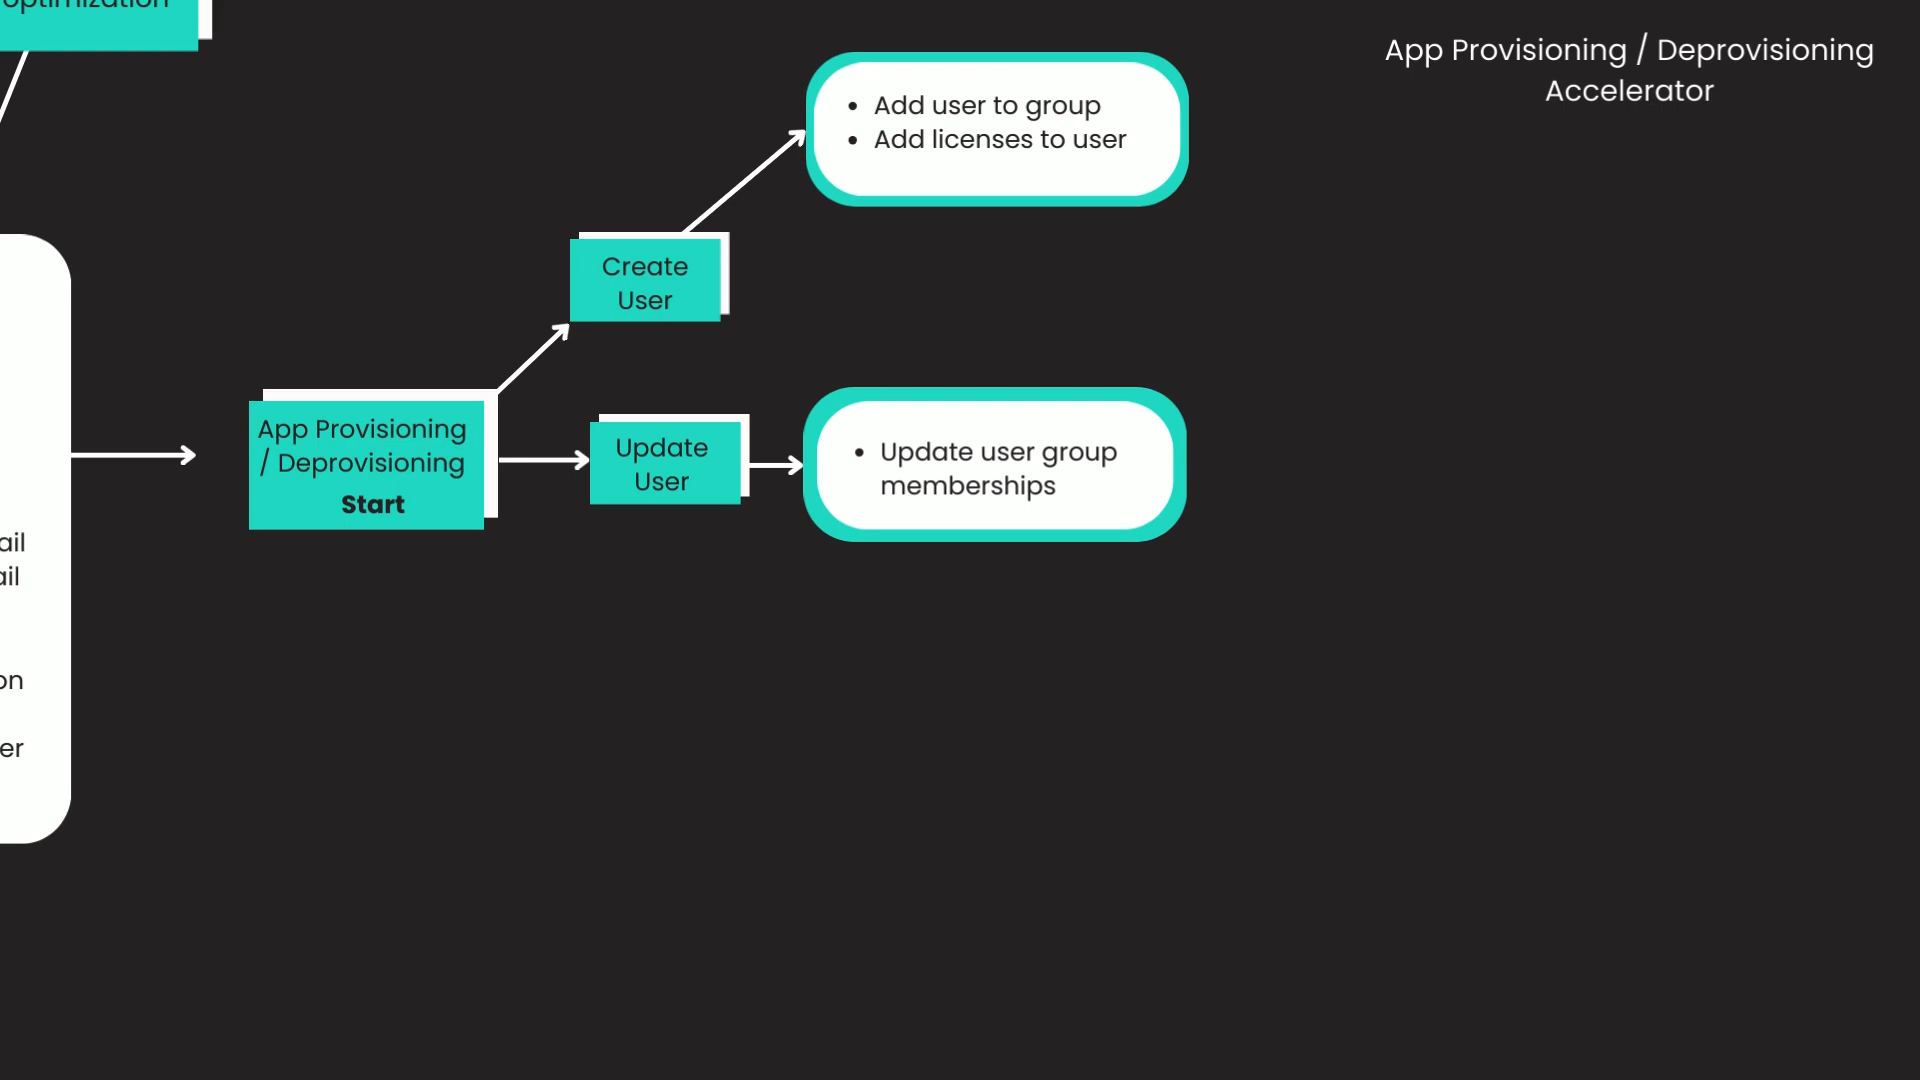 optimization
App Provisioning / Deprovisioning
Accelerator
• Add user to group
• Add licenses to user
Create
User
App Provisioning
/ Deprovisioning
Start
Update
User
• Update user group
memberships